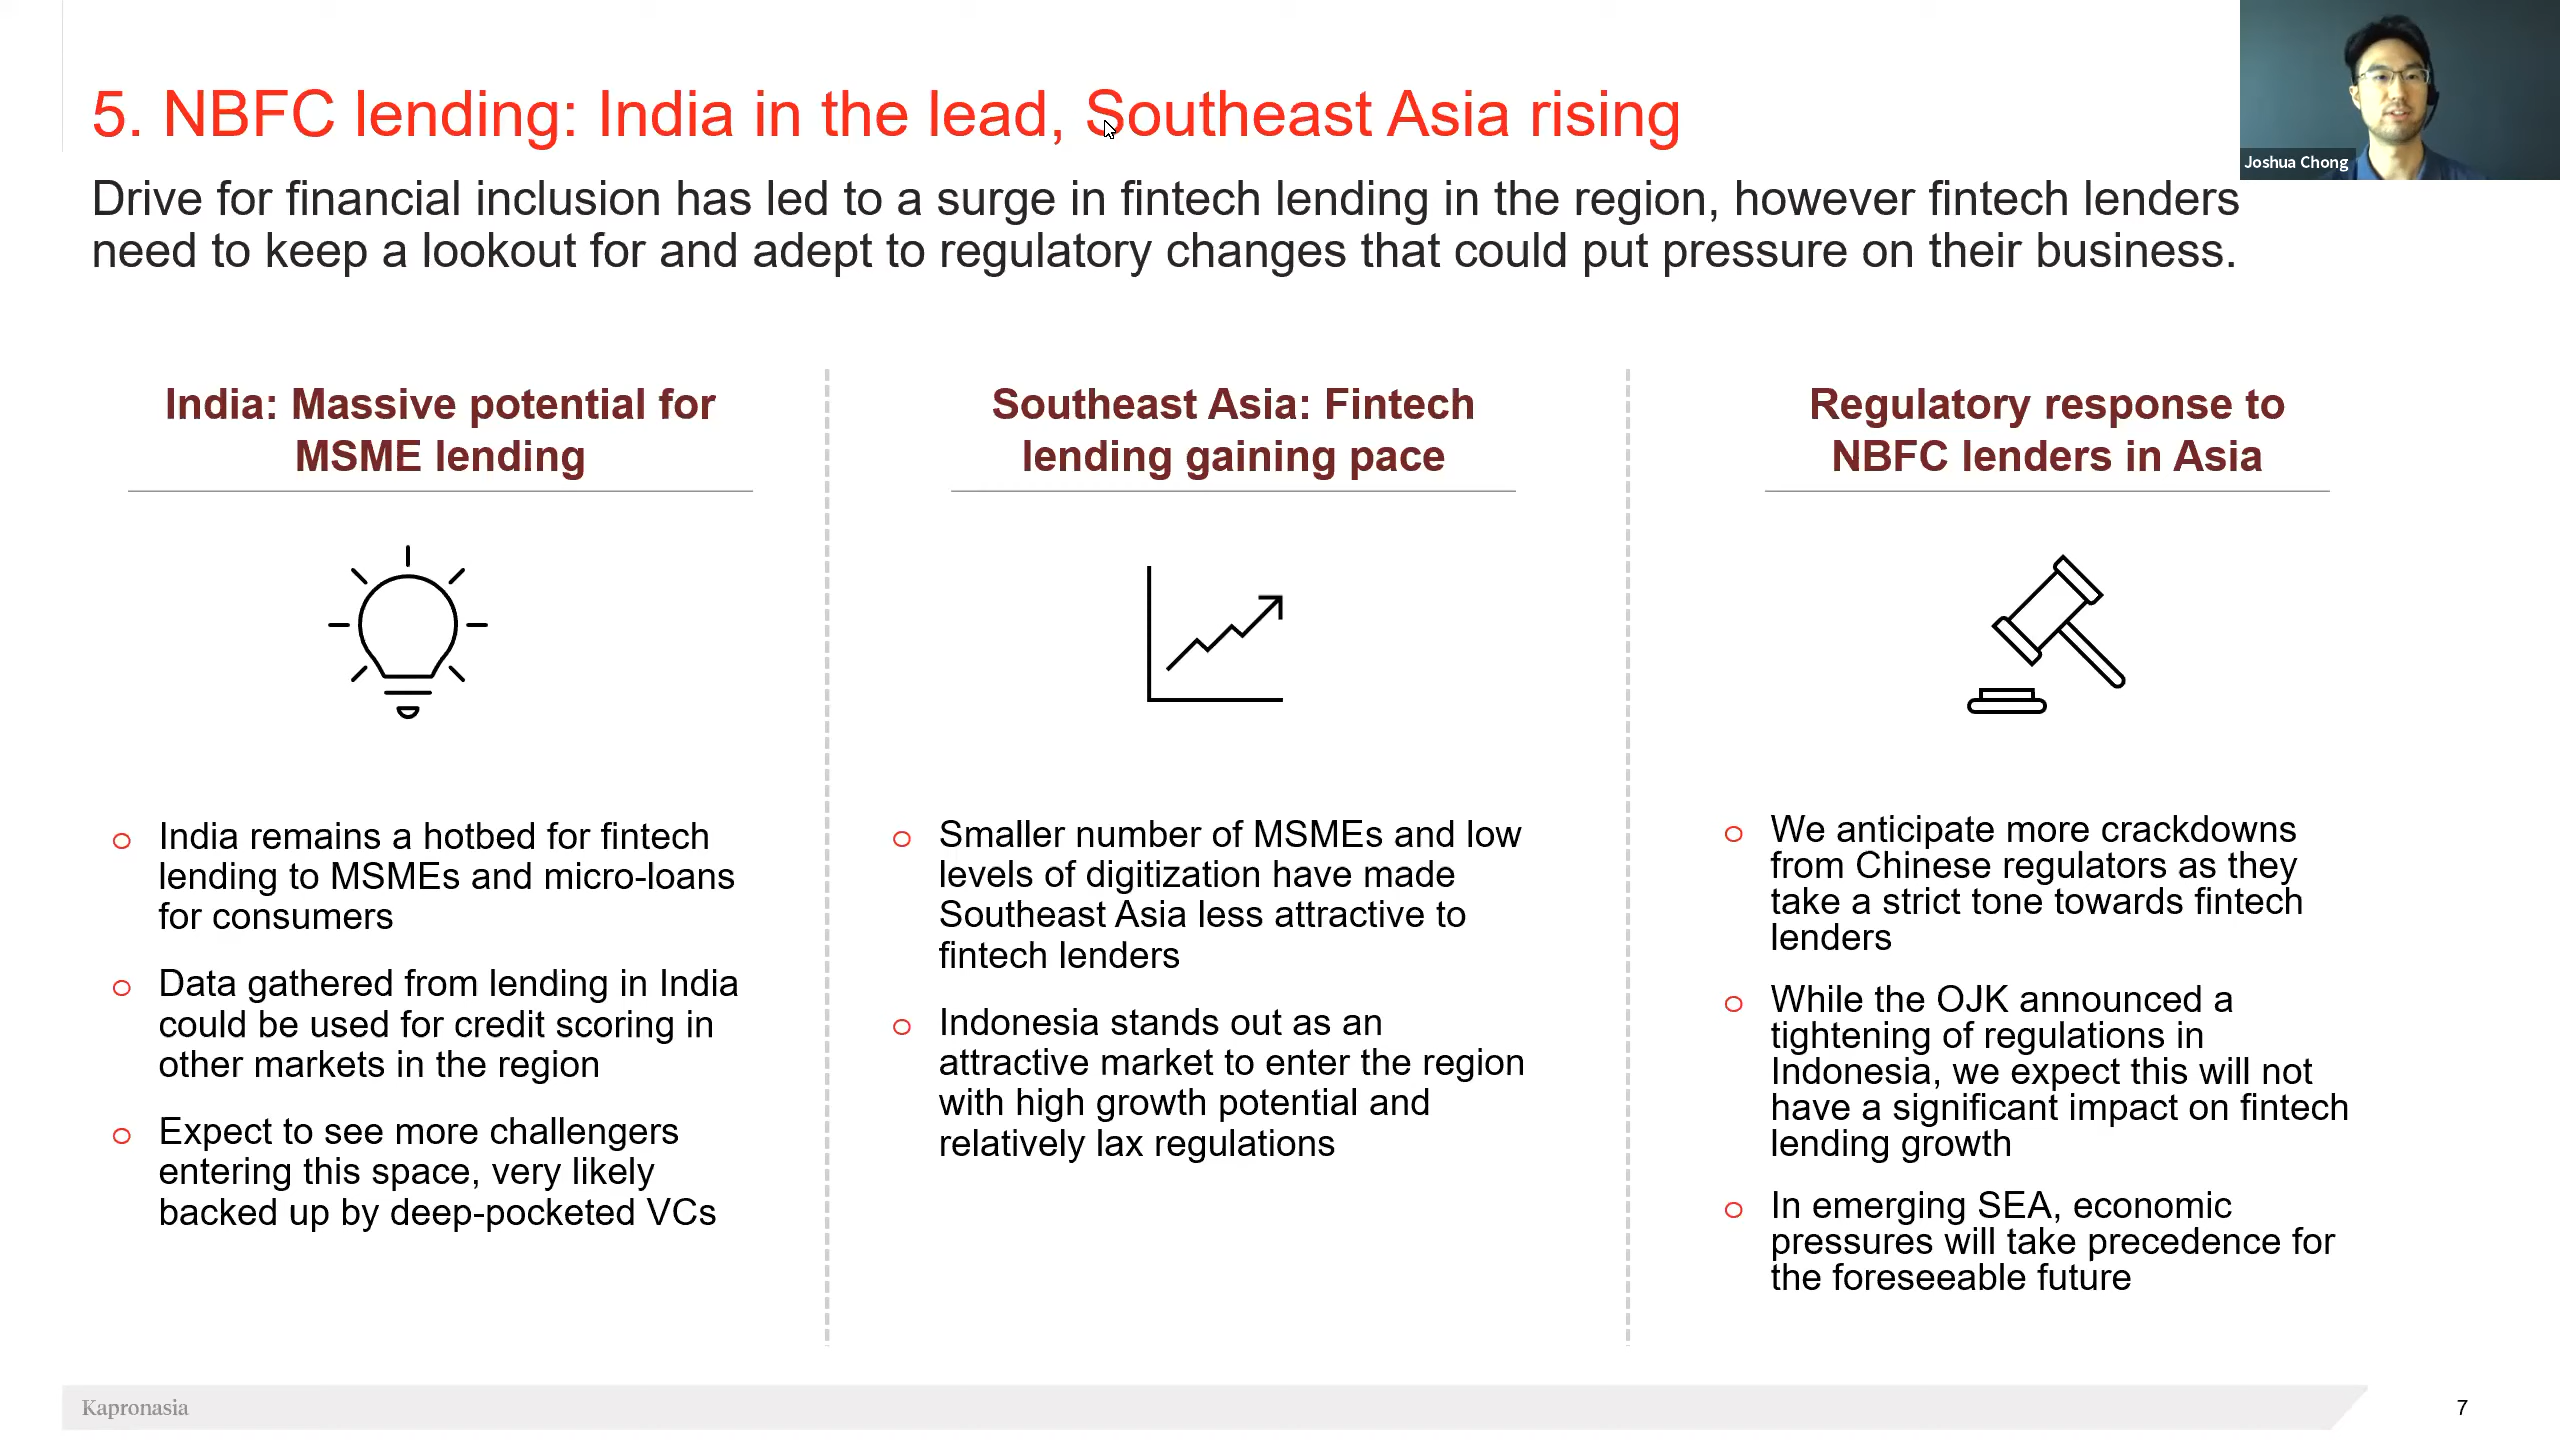 5. NBFC lending: India in the lead, Southeast Asia rising
Joshua Chong
Drive for financial inclusion has led to a surge in fintech lending in the region, however fintech lenders
need to keep a lookout for and adept to regulatory changes that could put pressure on their business.
India: Massive potential for
MSME lending
o India remains a hotbed for fintech
lending to MSMEs and micro-loans
for consumers
o Data gathered from lending in India
could be used for credit scoring in
other markets in the region
o Expect to see more challengers
entering this space, very likely
backed up by deep-pocketed VCs
Southeast Asia: Fintech
lending gaining pace
o Smaller number of MSMEs and low
levels of digitization have made
Southeast Asia less attractive to
fintech lenders
o Indonesia stands out as an
attractive market to enter the region
with high growth potential and
relatively lax regulations
Regulatory response to
NBFC lenders in Asia
o We anticipate more crackdowns
from Chinese regulators as they
take a strict tone towards fintech
lenders
o While the OJK announced a
tightening of regulations in
Indonesia, we expect this will not
have a significant impact on fintech
lending growth
o In emerging SEA, economic
pressures will take precedence for
the foreseeable future
Kapronasia
7